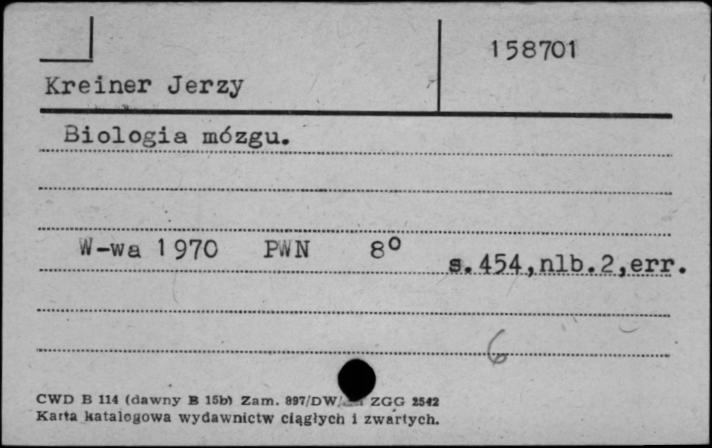 158701
Kreiner Jerzy
Biologia mózgu.
W-wa 1970 PWN 8° s.454,nlb.2,err.
6
CWD B 114 (dawny B 15b) Zam. 897/DW/ ZGG 2542
Karta katalogowa wydawnictw ciągłych i zwartych.